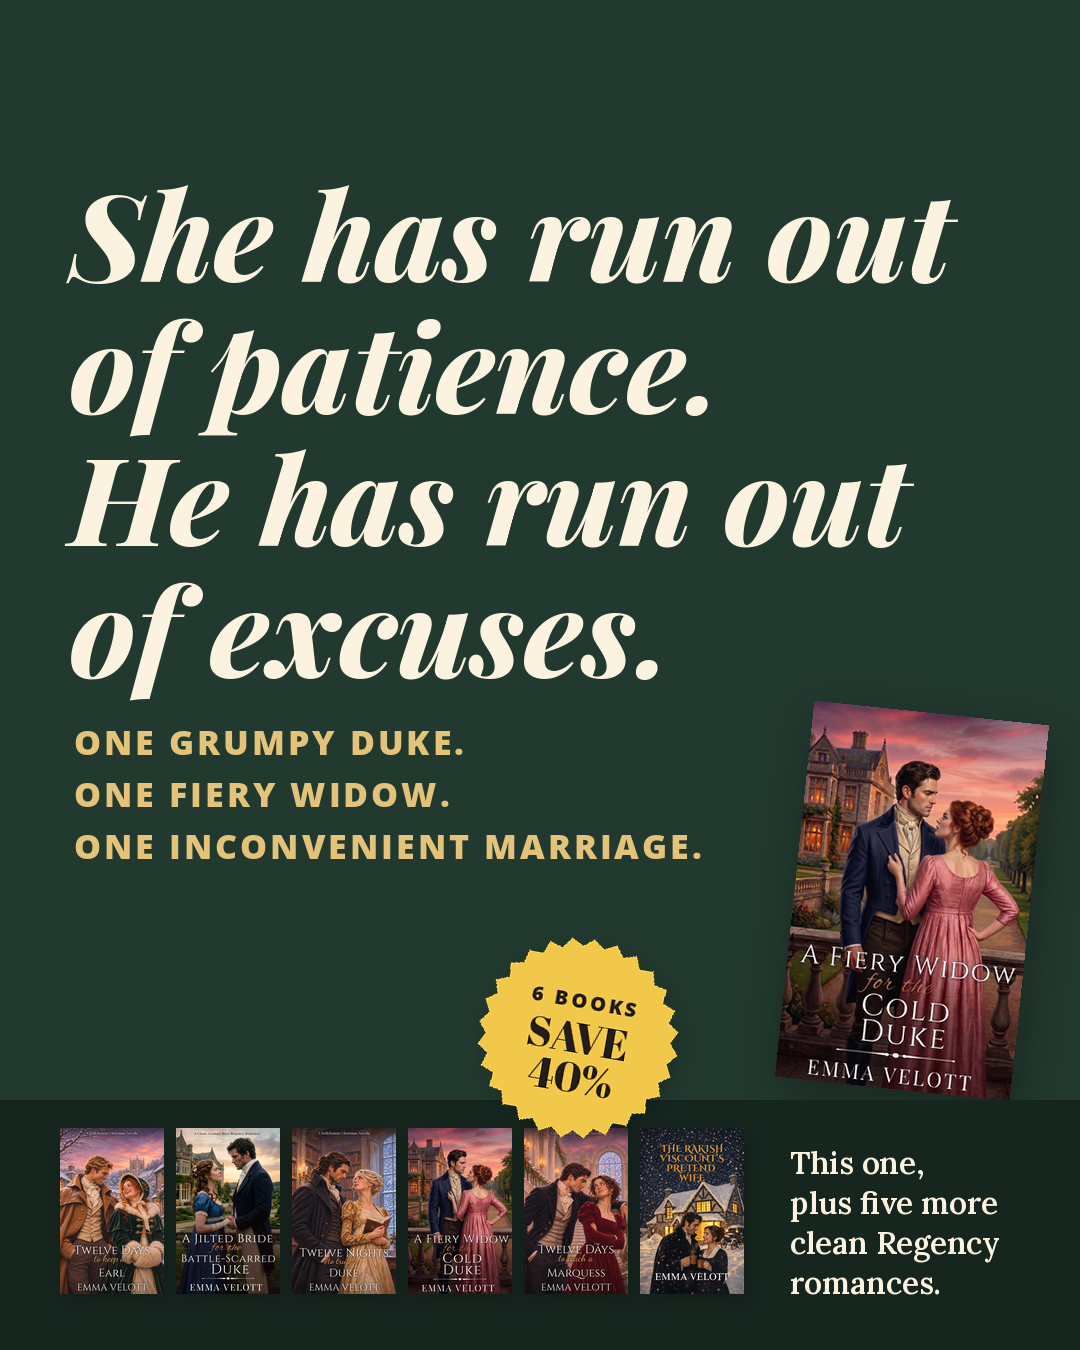 She has run out
of patience.
He has run out
of excuses.
ONE GRUMPY DUKE.
ONE FIERY WIDOW.
ONE INCONVENIENT MARRIAGE.
A FIERY WIDOW
for the
COLD
DUKE
EMMA VELOTT
6 BOOKS
SAVE
40%
TWELVE DAYS
to keep
EARL
EMMA VELOTT
A JILTED BRIDE
for the
BATTLE-SCARRED
DUKE
EMMA VELOTT
TWELVE NIGHTS
DUKE
EMMA VELOTT
A FIERY WIDOW
for the
COLD
DUKE
EMMA VELOTT
TWELVE DAYS
MARQUESS
EMMA VELOTT
THE RAKISH
VISCOUNT'S
PRETEND
WIFE
EMMA VELOTT
This one,
plus five more
clean Regency
romances.